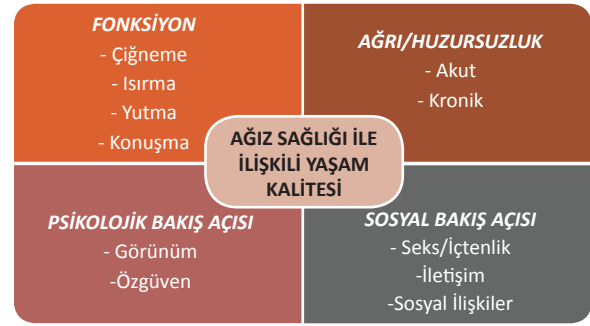 FONKSİYON
- Çiğneme
- Isırma
- Yutma
- Konuşma
AĞRI/HUZURSUZLUK
- Akut
- Kronik
AĞIZ SAĞLIĞI İLE
İLİŞKİLİ YAŞAM
KALİTESİ
PSİKOLOJİK BAKIŞ AÇISI
- Görünüm
-Özgüven
SOSYAL BAKIŞ AÇISI
- Seks/İçtenlik
-İletişim
-Sosyal İlişkiler